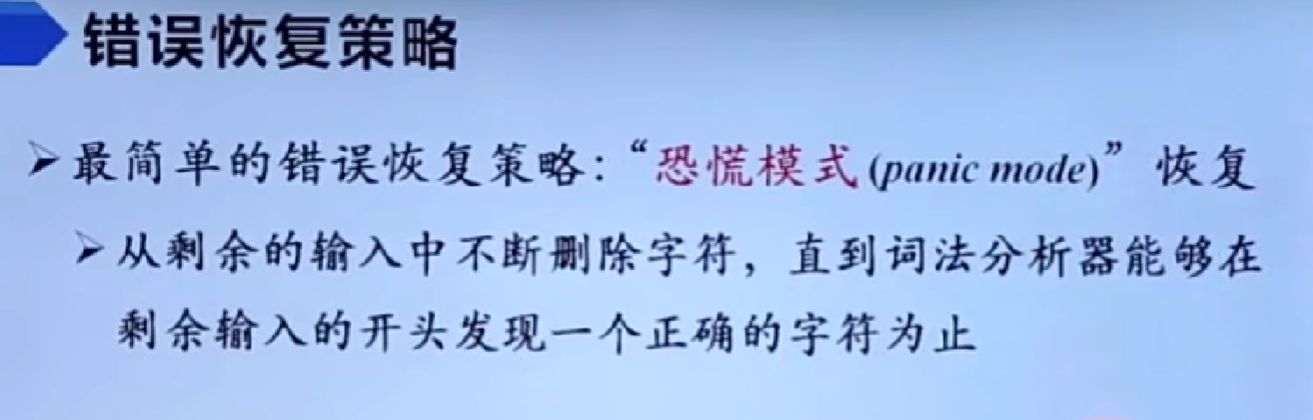 错误恢复策略
➢最简单的错误恢复策略：“恐慌模式(panic mode)”恢复
➢从剩余的输入中不断删除字符，直到词法分析器能够在
剩余输入的开头发现一个正确的字符为止